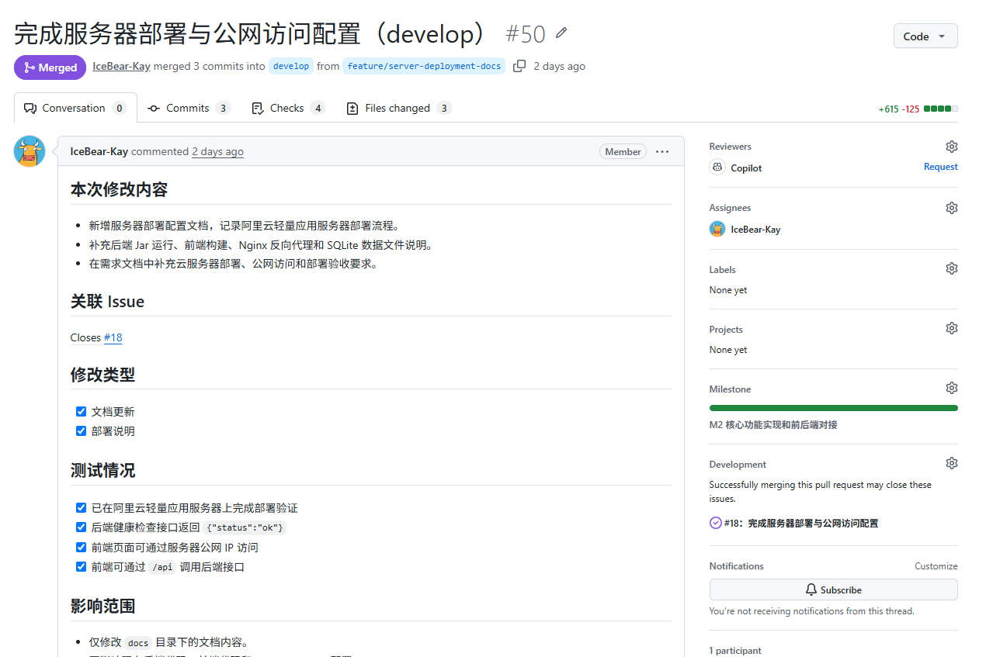 完成服务器部署与公网访问配置（develop） #50
Code
Merged IceBear-Kay merged 3 commits into develop from feature/server-deployment-docs 2 days ago
Conversation 0 Commits 3 Checks 4 Files changed 3 +615 -125
IceBear-Kay commented 2 days ago Member
本次修改内容
新增服务器部署配置文档，记录阿里云轻量应用服务器部署流程。
补充后端 Jar 运行、前端构建、Nginx 反向代理和 SQLite 数据文件说明。
在需求文档中补充云服务器部署、公网访问和部署验收要求。
关联 Issue
Closes #18
修改类型
文档更新
部署说明
测试情况
已在阿里云轻量应用服务器上完成部署验证
后端健康检查接口返回 {"status":"ok"}
前端页面可通过服务器公网 IP 访问
前端可通过 /api 调用后端接口
影响范围
仅修改 docs 目录下的文档内容。
Reviewers
Copilot Request
Assignees
IceBear-Kay
Labels
None yet
Projects
None yet
Milestone
M2 核心功能实现和前后端对接
Development
Successfully merging this pull request may close these
issues.
#18：完成服务器部署与公网访问配置
Notifications Customize
Subscribe
You're not receiving notifications from this thread.
1 participant